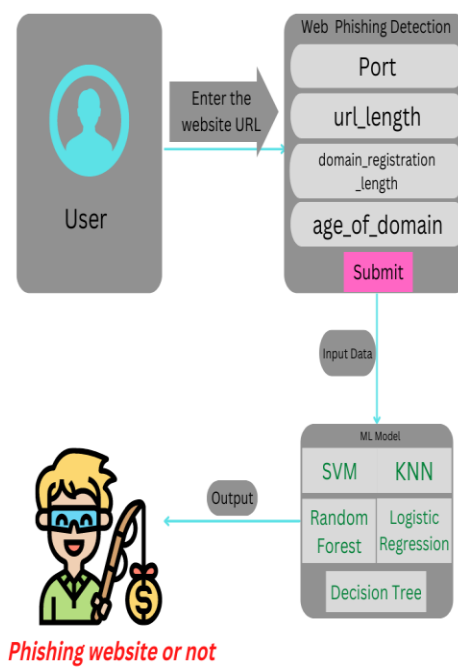 Web Phishing Detection
Port
Enter the
website URL
url_length
domain_registration
_length
User
age_of_domain
Submit
Input Data
ML Model
SVM
KNN
Output
Random
Forest
Logistic
Regression
Decision Tree
$
Phishing website or not